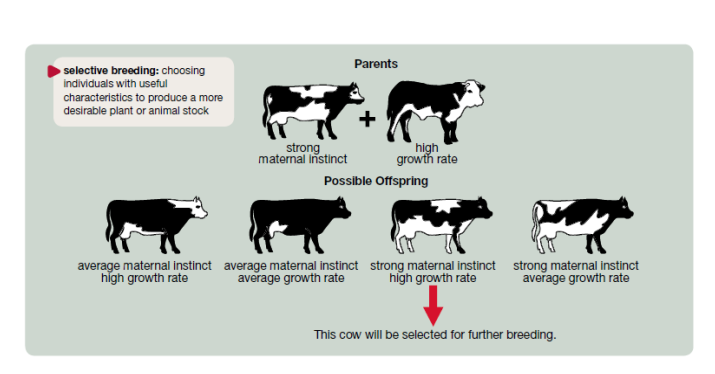 selective breeding: choosing
individuals with useful
characteristics to produce a more
desirable plant or animal stock
Parents
+
strong
maternal instinct
high
growth rate
Possible Offspring
average maternal instinct
high growth rate
average maternal instinct
average growth rate
strong maternal instinct
high growth rate
strong maternal instinct
average growth rate
This cow will be selected for further breeding.